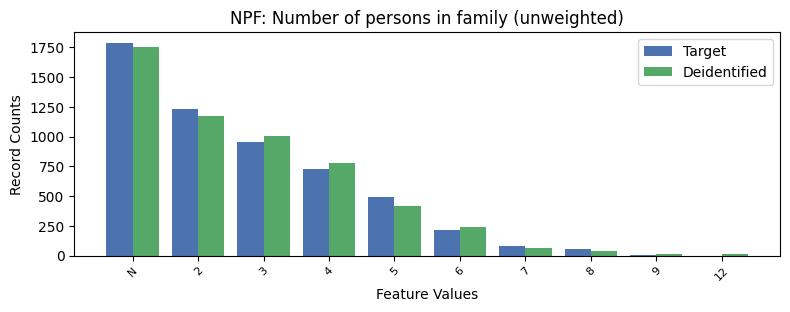 NPF: Number of persons in family (unweighted)
Target
Deidentified
Record Counts
1750
1500
1250
1000
750
500
250
0
N 2 3 4 5 6 7 8 9 12
Feature Values